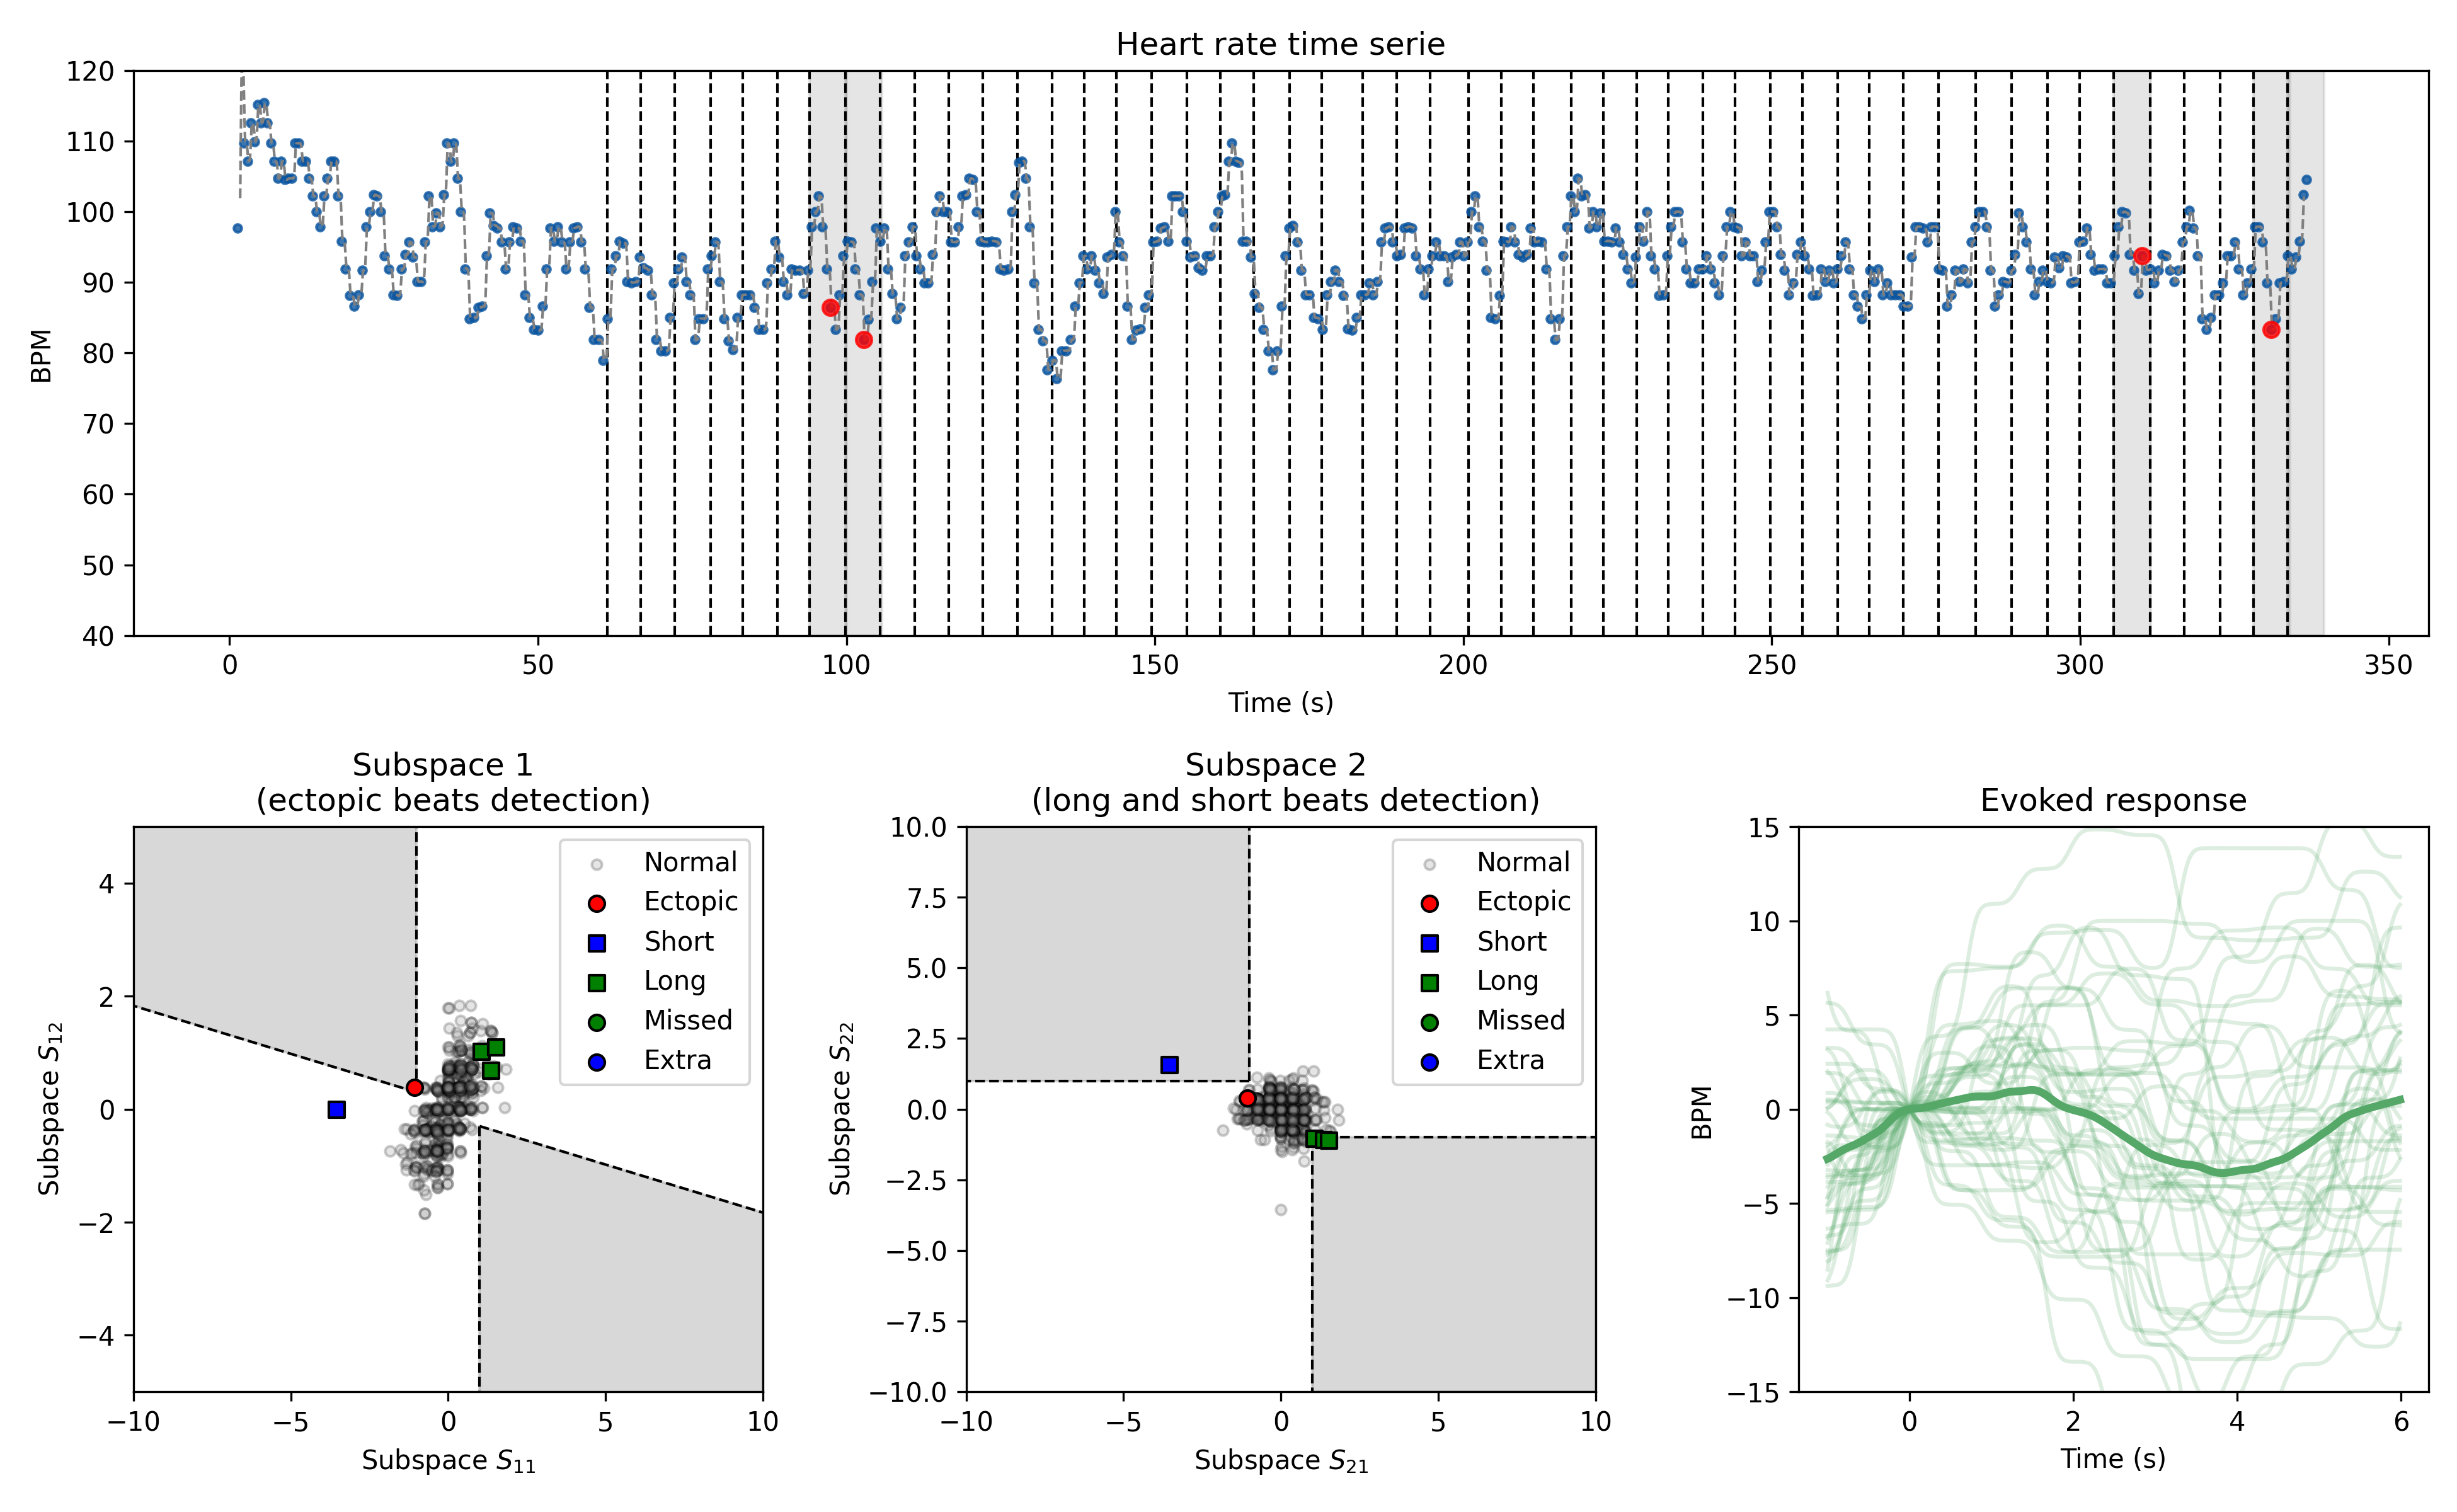 Heart rate time serie
120
110
100
90
80
70
60
50
40
BPM
0 50 100 150 200 250 300 350
Time (s)
Subspace 1
(ectopic beats detection)
4
2
0
−2
−4
Subspace S12
Normal
Ectopic
Short
Long
Missed
Extra
−10 −5 0 5 10
Subspace S11
Subspace 2
(long and short beats detection)
10.0
7.5
5.0
2.5
0.0
−2.5
−5.0
−7.5
−10.0
Subspace S22
Normal
Ectopic
Short
Long
Missed
Extra
−10 −5 0 5 10
Subspace S21
Evoked response
15
10
5
0
−5
−10
−15
BPM
0 2 4 6
Time (s)